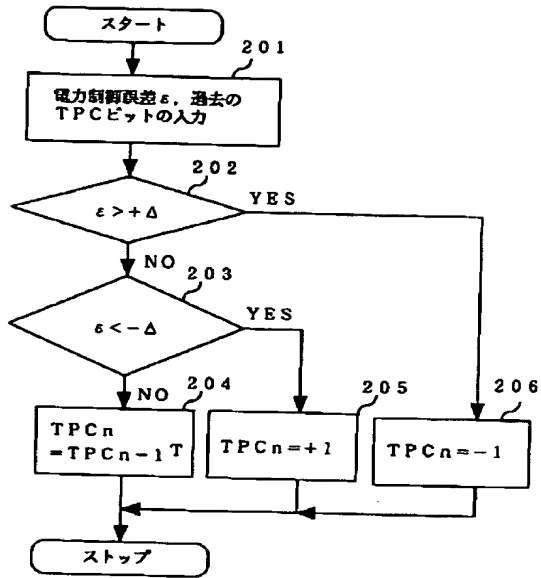 スタート
201
電力制御誤差ε，過去の
TPCビットの入力
202
ε>+Δ
YES
NO
203
ε<-Δ
YES
NO
204
TPCn
=TPCn-1 T
205
TPCn=+1
206
TPCn=-1
ストップ